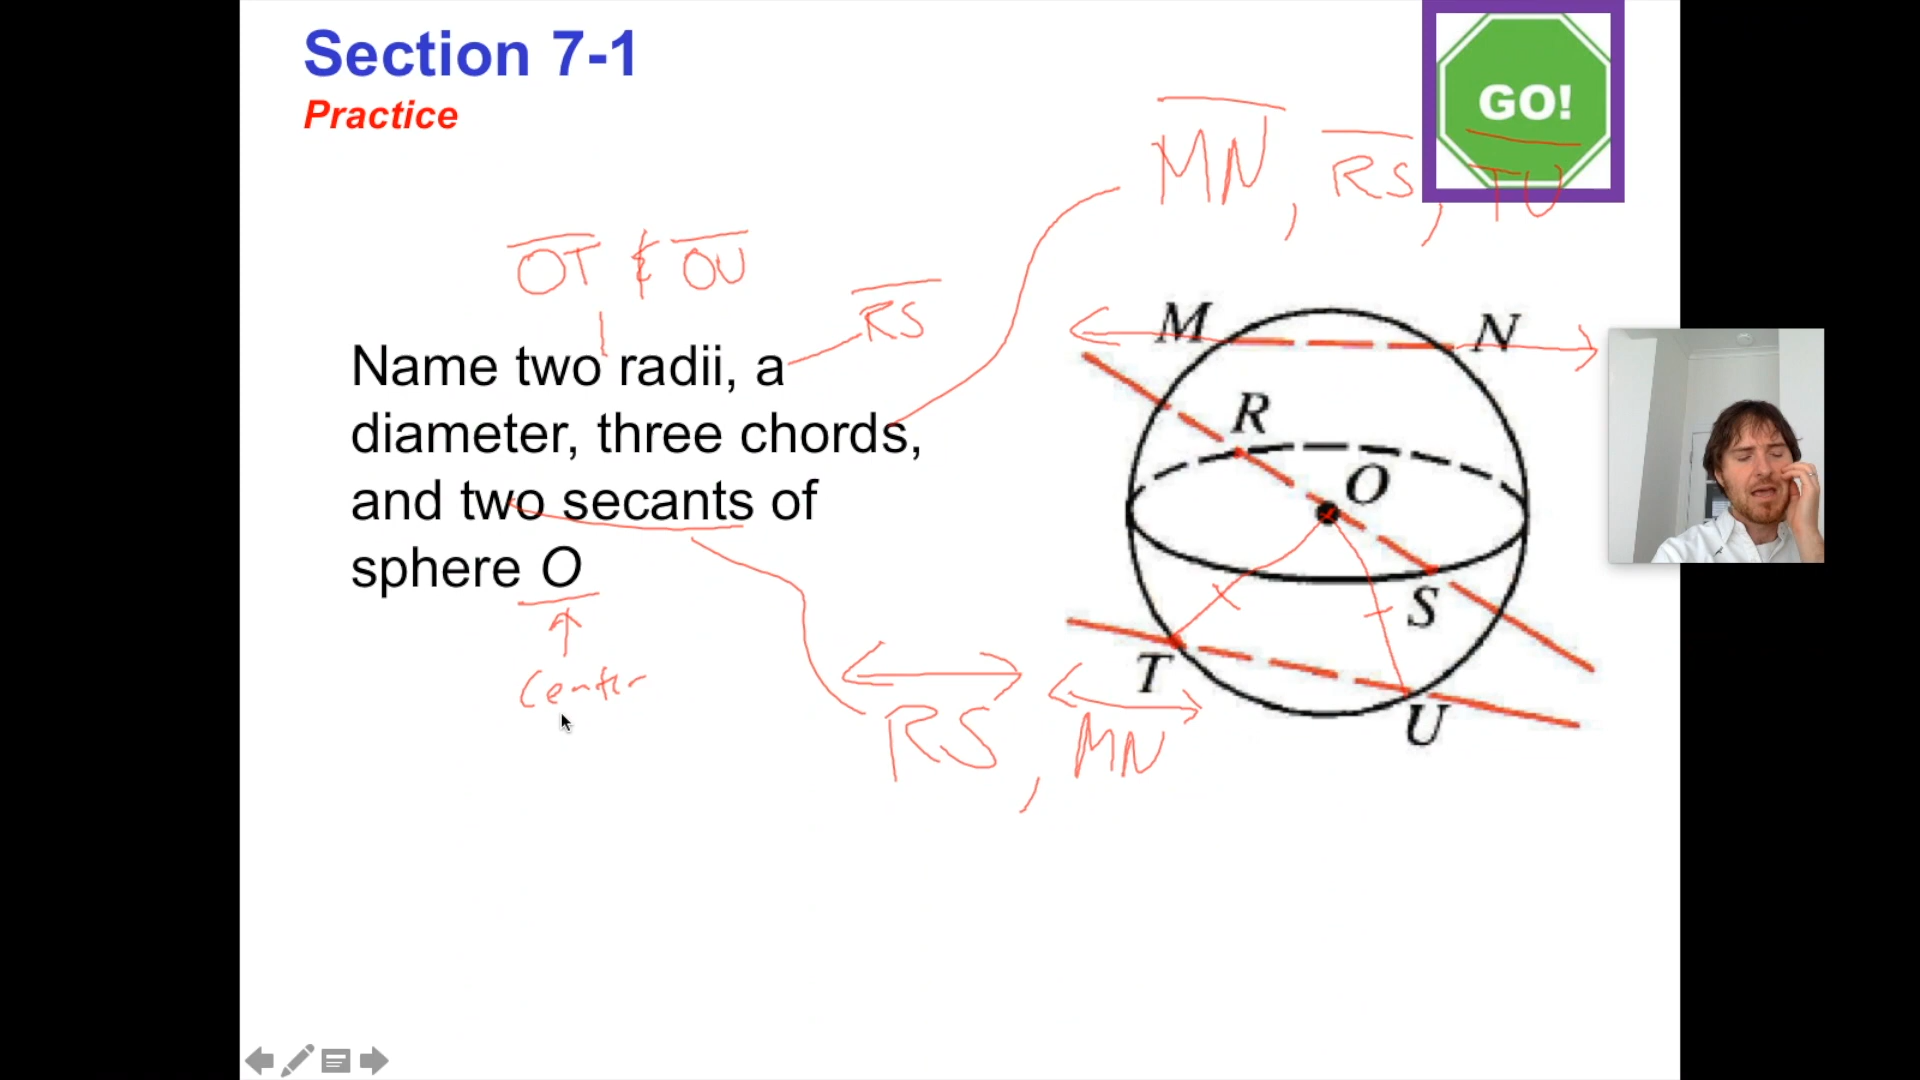 Section 7-1
Practice
GO!
MN, RS, TU
OT & OU
RS
Name two radii, a
diameter, three chords,
and two secants of
sphere O
Center
RS, MN
M
N
R
O
S
T
U